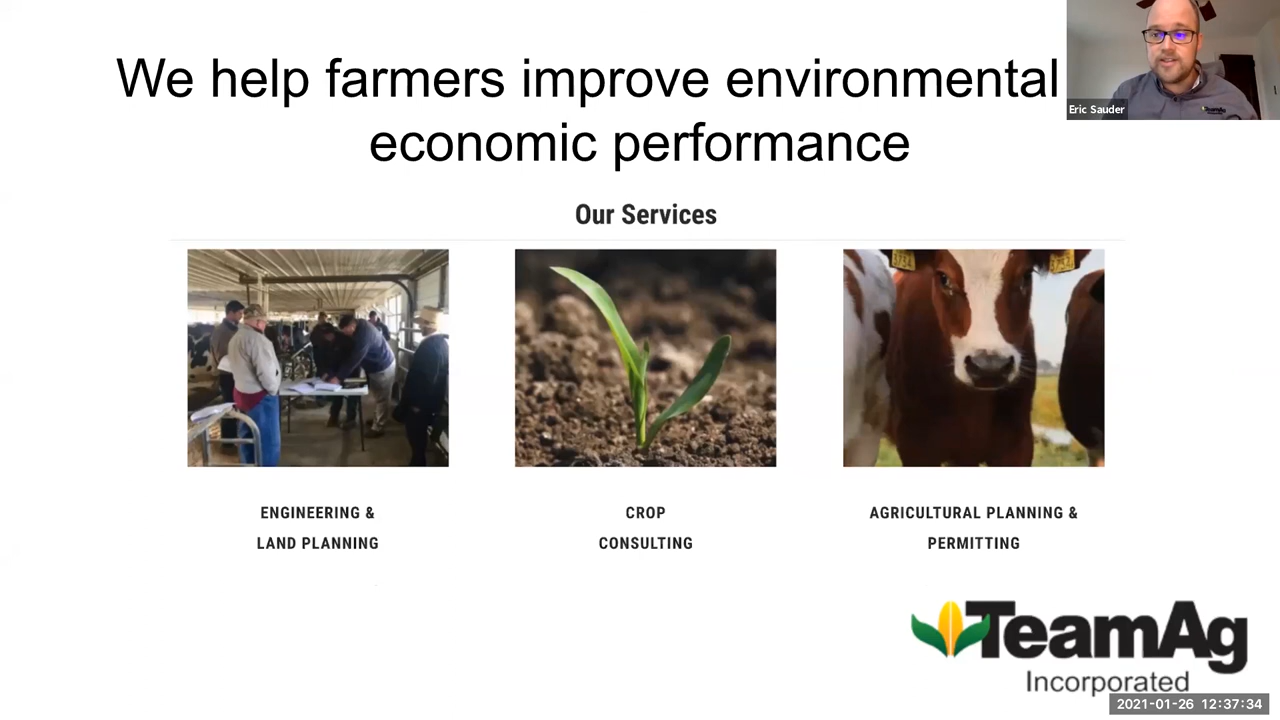 We help farmers improve environmental
economic performance
Eric Sauder
TeamAg
Our Services
ENGINEERING &
LAND PLANNING
CROP
CONSULTING
AGRICULTURAL PLANNING &
PERMITTING
TeamAg
Incorporated
2021-01-26 12:37:34